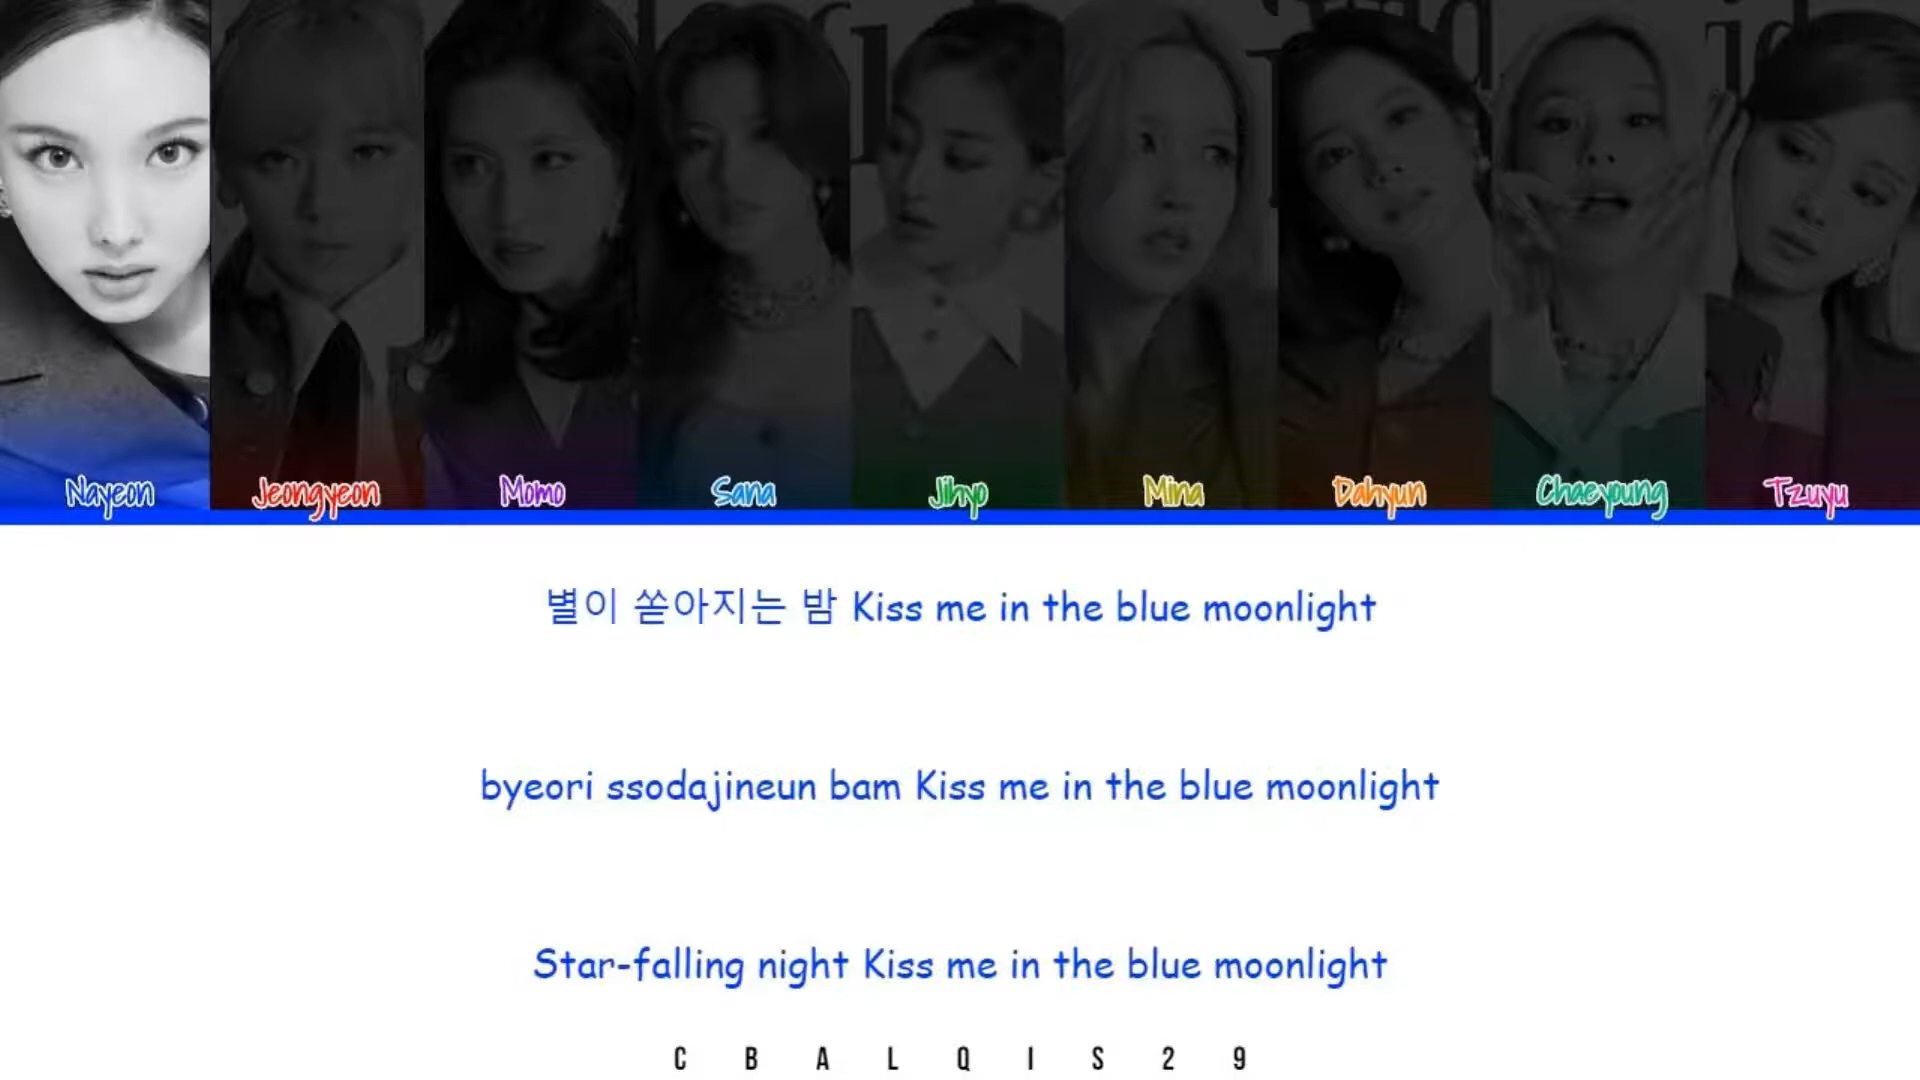 Nayeon Jeongyeon Momo Sana Jihyo Mina Dahyun Chaeyoung Tzuyu
별이 쏟아지는 밤 Kiss me in the blue moonlight
byeori ssodajineun bam Kiss me in the blue moonlight
Star-falling night Kiss me in the blue moonlight
CBALQIS29